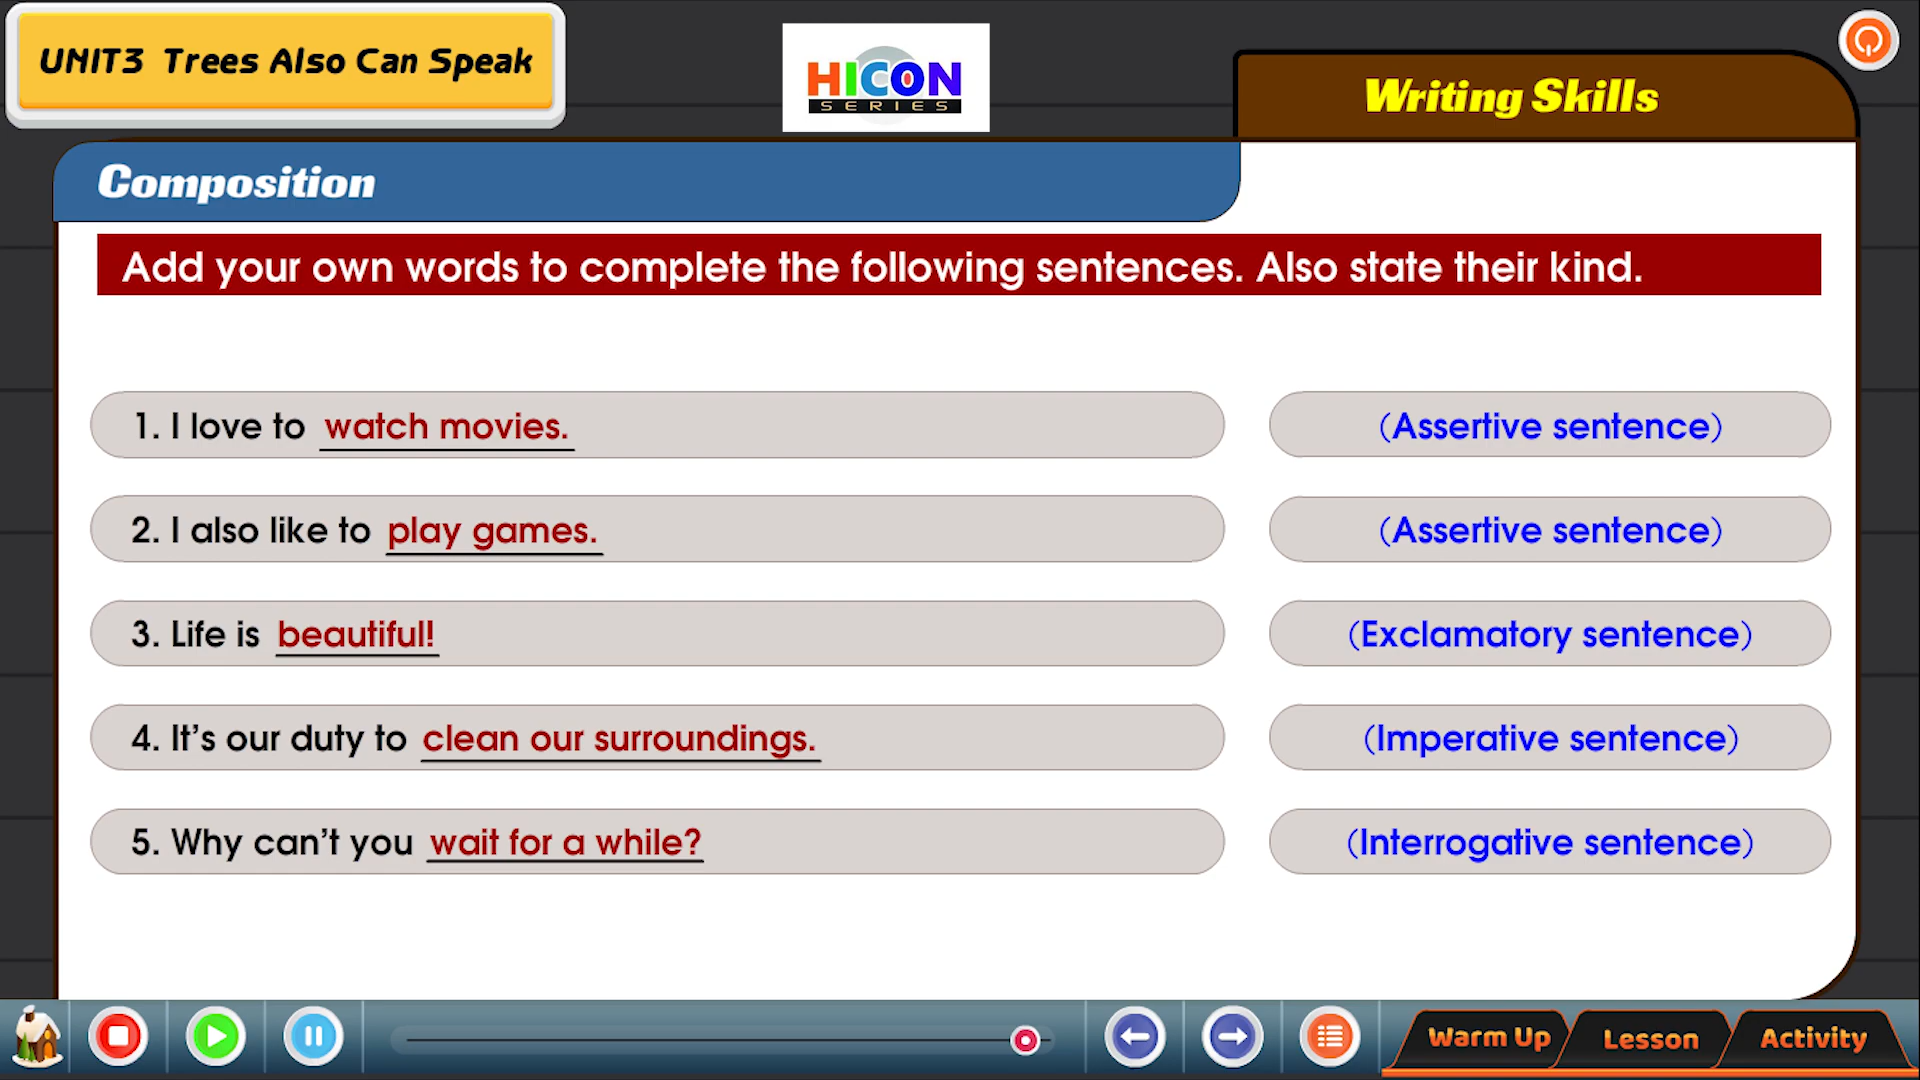 UNIT3 Trees Also Can Speak
HICON
SERIES
Writing Skills
Composition
Add your own words to complete the following sentences. Also state their kind.
1. I love to watch movies. (Assertive sentence)
2. I also like to play games. (Assertive sentence)
3. Life is beautiful! (Exclamatory sentence)
4. It’s our duty to clean our surroundings. (Imperative sentence)
5. Why can’t you wait for a while? (Interrogative sentence)
Warm Up Lesson Activity